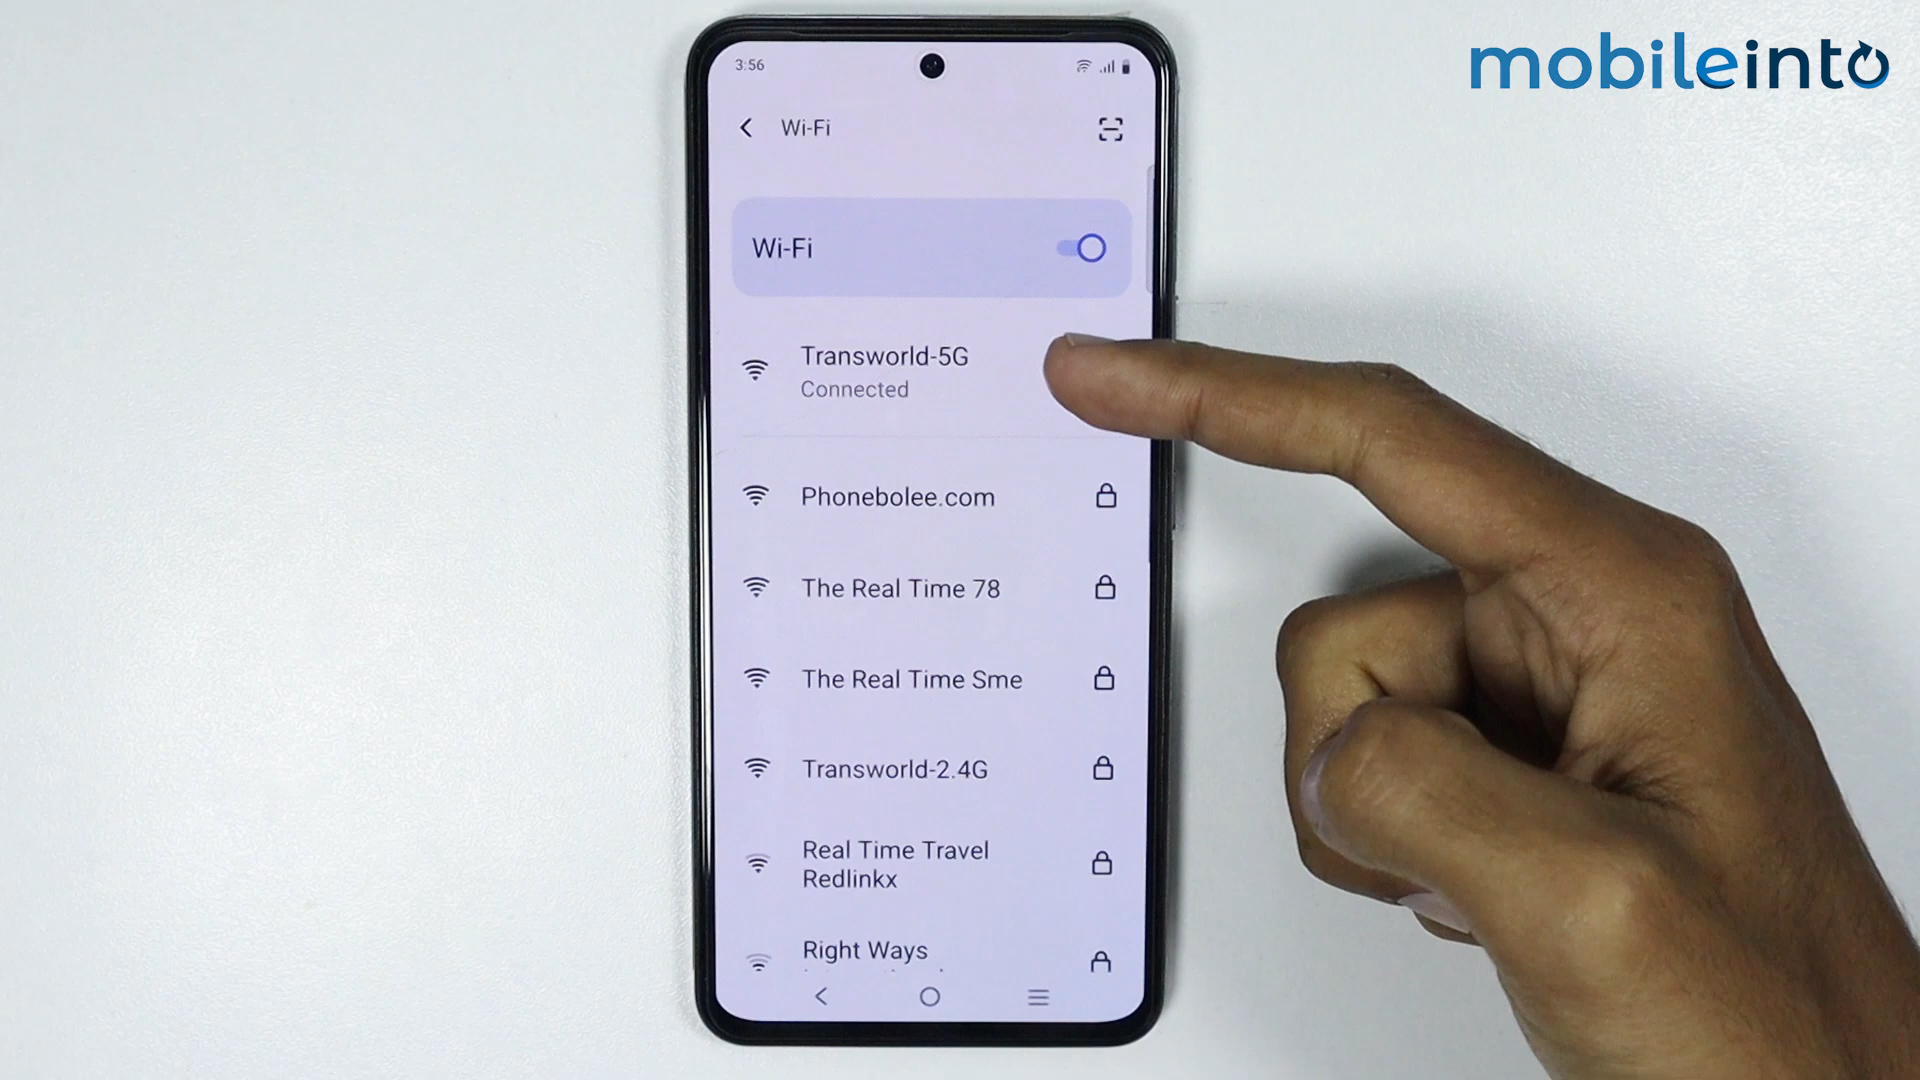 mobileinto
3:56
Wi-Fi
Wi-Fi
Transworld-5G
Connected
Phonebolee.com
The Real Time 78
The Real Time Sme
Transworld-2.4G
Real Time Travel
Redlinkx
Right Ways